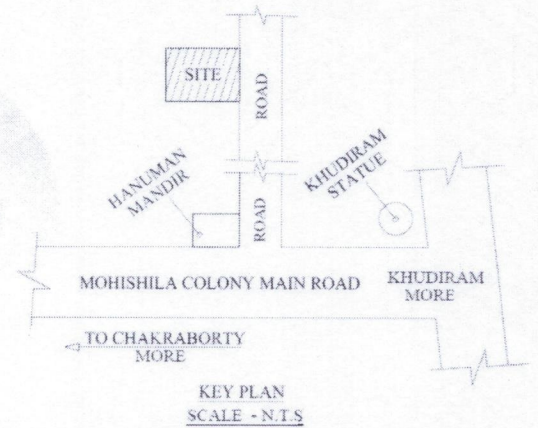 SITE
ROAD
HANUMAN
MANDIR
KHUDIRAM
STATUE
ROAD
MOHISHILA COLONY MAIN ROAD
KHUDIRAM
MORE
TO CHAKRABORTY
MORE
KEY PLAN
SCALE - N.T.S